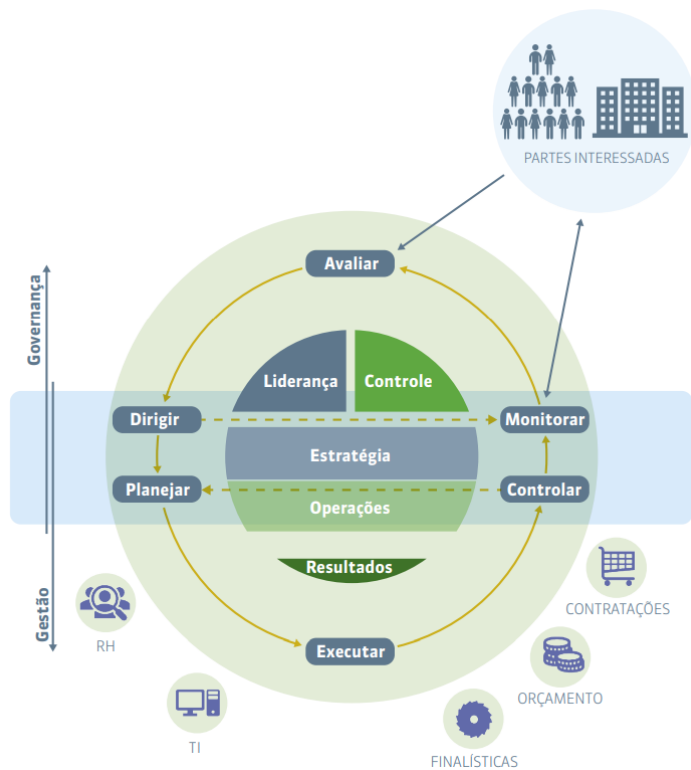 PARTES INTERESSADAS
Avaliar
Governança
Liderança
Controle
Dirigir
Monitorar
Estratégia
Planejar
Controlar
Operações
Resultados
Gestão
CONTRATAÇÕES
RH
Executar
ORÇAMENTO
TI
FINALÍSTICAS